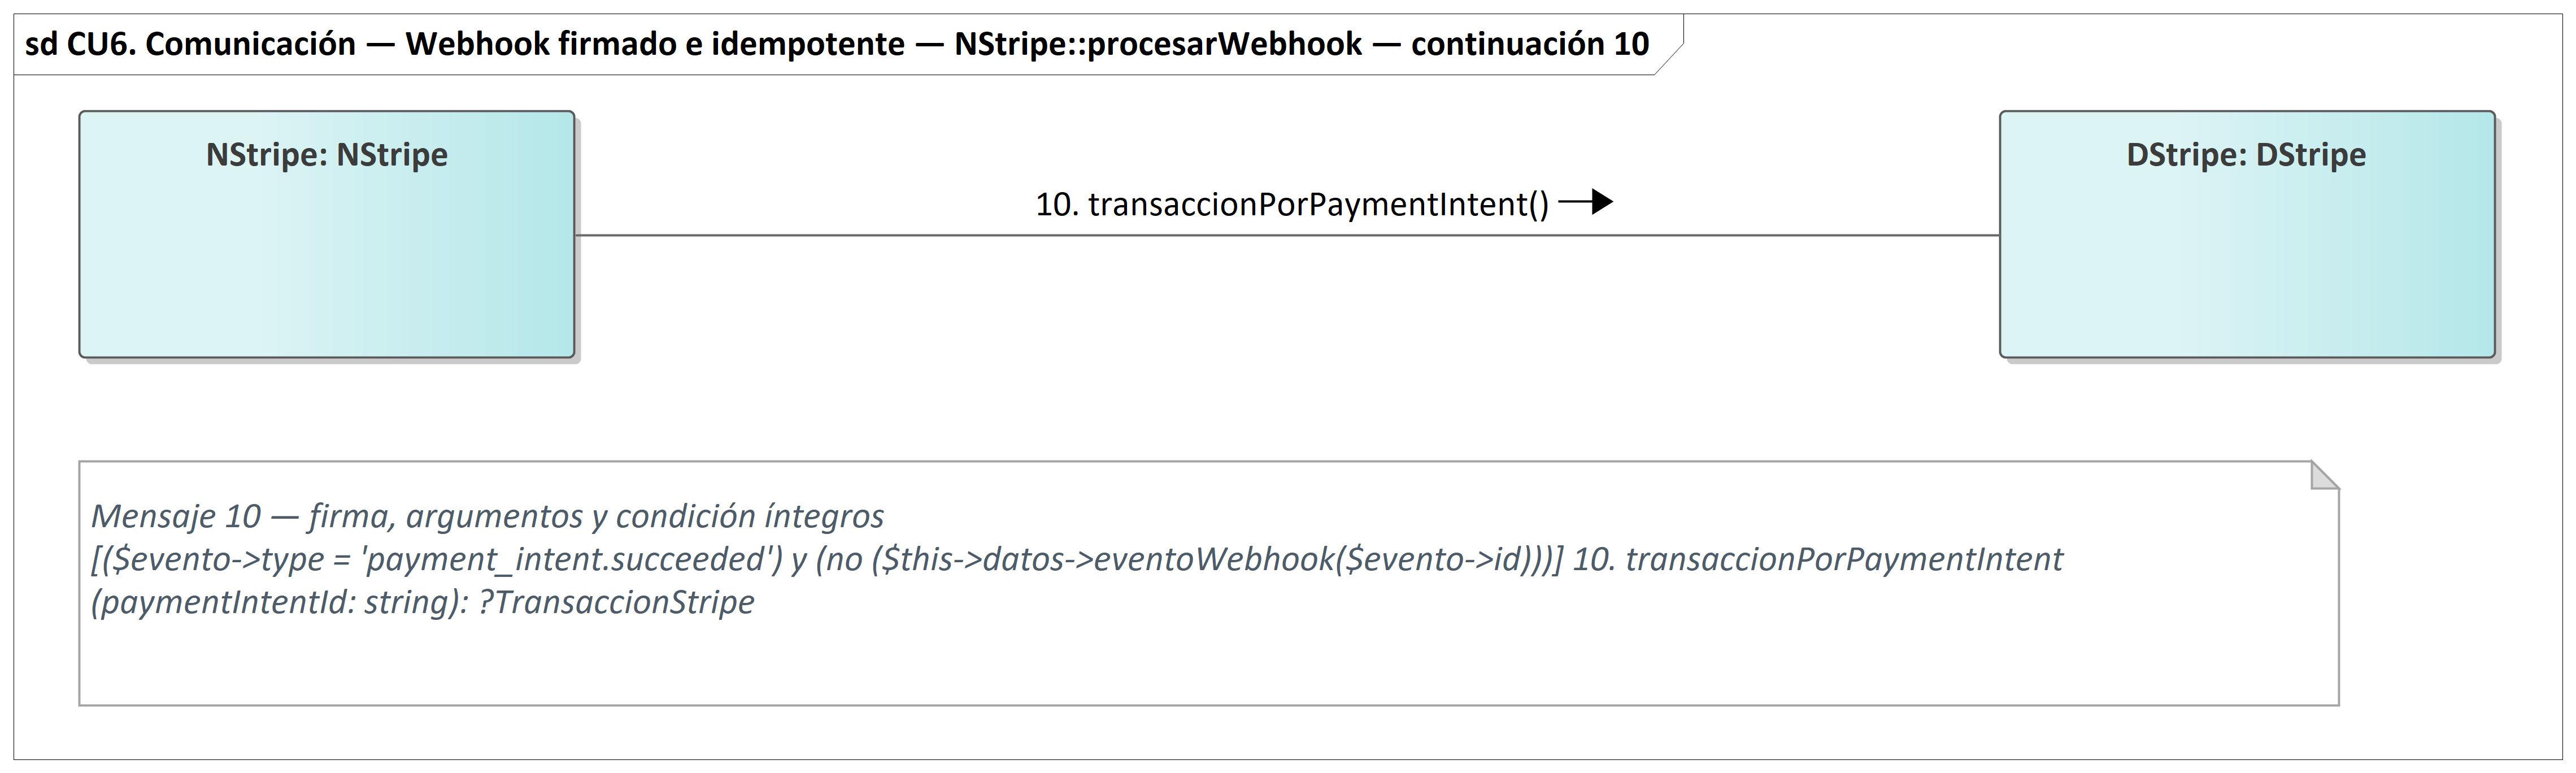 sd CU6. Comunicación — Webhook firmado e idempotente — NStripe::procesarWebhook — continuación 10
NStripe: NStripe
DStripe: DStripe
10. transaccionPorPaymentIntent()
Mensaje 10 — firma, argumentos y condición íntegros
[($evento->type = 'payment_intent.succeeded') y (no ($this->datos->eventoWebhook($evento->id)))] 10. transaccionPorPaymentIntent
(paymentIntentId: string): ?TransaccionStripe